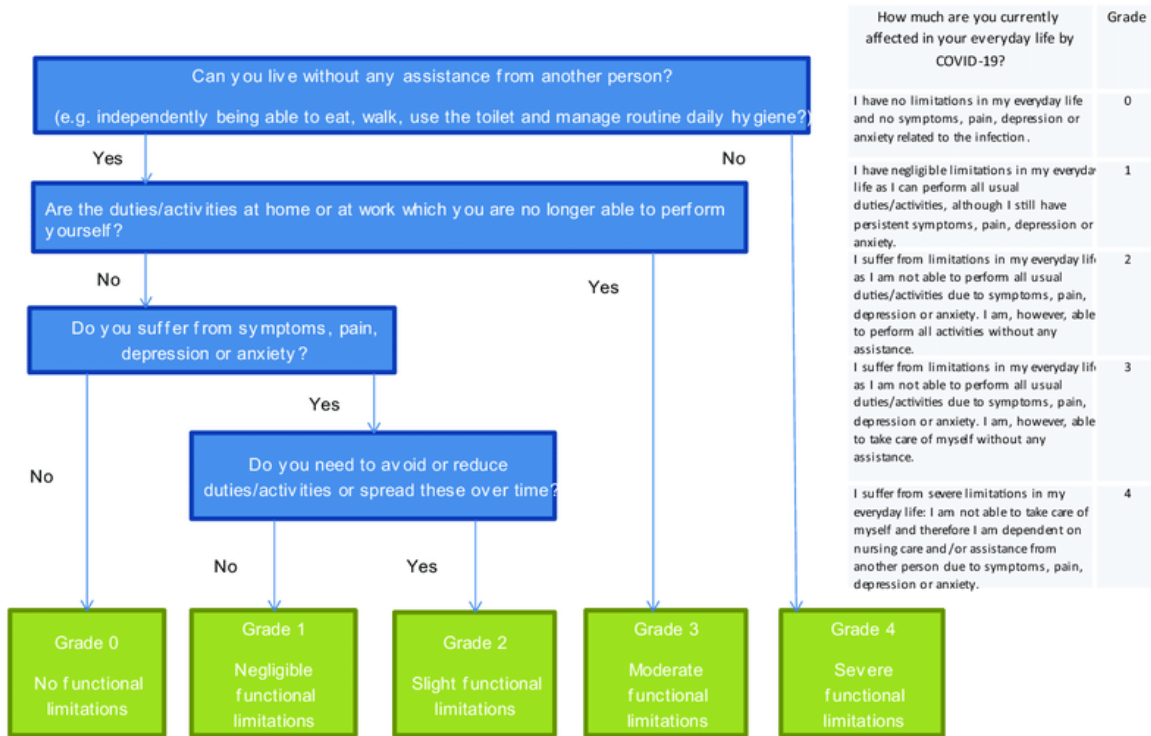 Can you live without any assistance from another person?
(e.g. independently being able to eat, walk, use the toilet and manage routine daily hygiene?)
Yes
No
Are the duties/activities at home or at work which you are no longer able to perform
yourself?
No
Yes
Do you suffer from symptoms, pain,
depression or anxiety?
Yes
No
Do you need to avoid or reduce
duties/activities or spread these over time?
No
Yes
Grade 0
No functional
limitations
Grade 1
Negligible
functional
limitations
Grade 2
Slight functional
limitations
Grade 3
Moderate
functional
limitations
Grade 4
Severe
functional
limitations
How much are you currently
affected in your everyday life by
COVID-19?
Grade
I have no limitations in my everyday life
and no symptoms, pain, depression or
anxiety related to the infection.
0
I have negligible limitations in my everyday
life as I can perform all usual
duties/activities, although I still have
persistent symptoms, pain, depression or
anxiety.
1
I suffer from limitations in my everyday life
as I am not able to perform all usual
duties/activities due to symptoms, pain,
depression or anxiety. I am, however, able
to perform all activities without any
assistance.
2
I suffer from limitations in my everyday life
as I am not able to perform all usual
duties/activities due to symptoms, pain,
depression or anxiety. I am, however, able
to take care of myself without any
assistance.
3
I suffer from severe limitations in my
everyday life: I am not able to take care of
myself and therefore I am dependent on
nursing care and/or assistance from
another person due to symptoms, pain,
depression or anxiety.
4